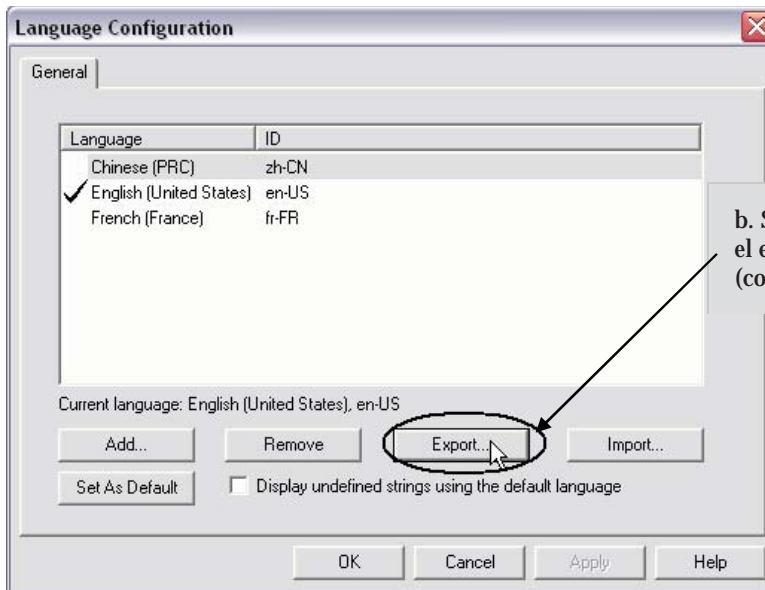 Language Configuration
General
Language ID
Chinese (PRC) zh-CN
English (United States) en-US
French (France) fr-FR
b.
el
(co
Current language: English (United States), en-US
Add... Remove Export... Import...
Set As Default Display undefined strings using the default language
OK Cancel Apply Help